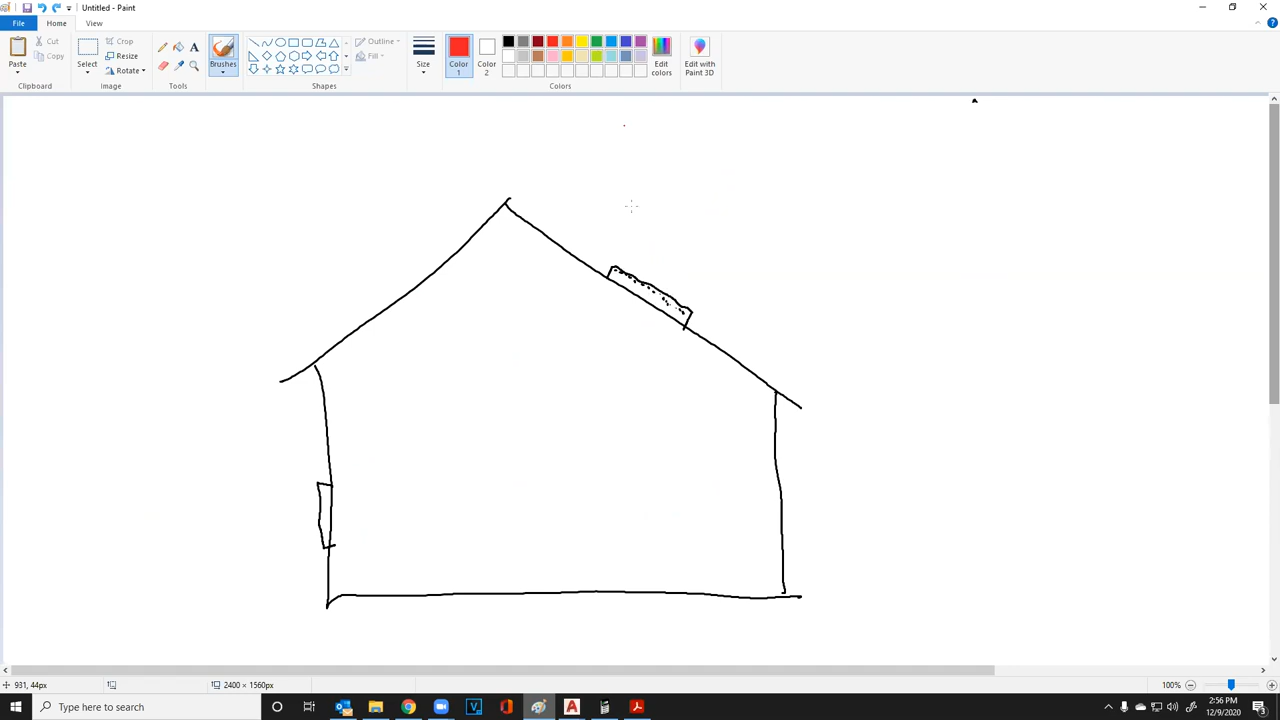 Untitled - Paint
File
Home
View
Paste
Cut
Copy
Clipboard
Select
Crop
Resize
Rotate
Image
A
Tools
Brushes
Outline
Fill
Shapes
Size
Color 1
Color 2
Edit colors
Edit with Paint 3D
Colors
931, 44px
2400 × 1560px
100%
Type here to search
2:56 PM
12/9/2020